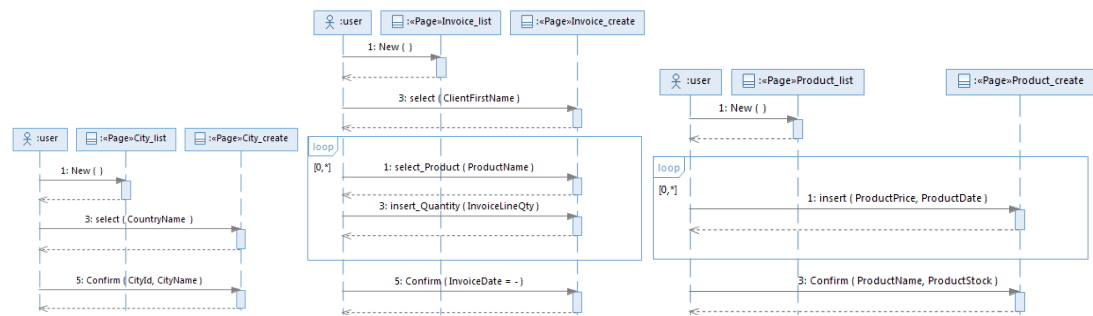 :user
:«Page»City_list
:«Page»City_create
1: New ( )
3: select ( CountryName )
5: Confirm ( CityId, CityName )
:user
:«Page»Invoice_list
:«Page»Invoice_create
1: New ( )
3: select ( ClientFirstName )
loop
[0,*]
1: select_Product ( ProductName )
3: insert_Quantity ( InvoiceLineQty )
5: Confirm ( InvoiceDate = - )
:user
:«Page»Product_list
:«Page»Product_create
1: New ( )
loop
[0,*]
1: insert ( ProductPrice, ProductDate )
3: Confirm ( ProductName, ProductStock )